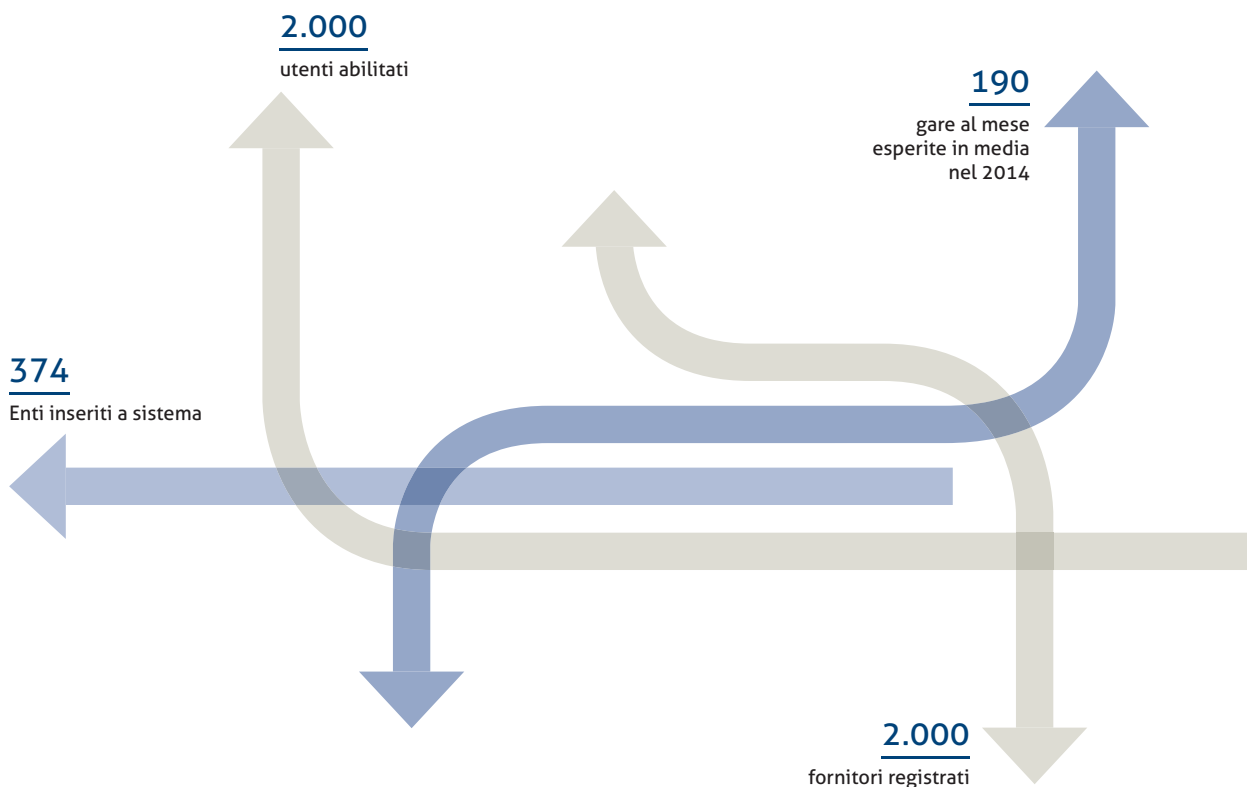 2.000
utenti abilitati
190
gare al mese
esperite in media
nel 2014
374
Enti inseriti a sistema
2.000
fornitori registrati